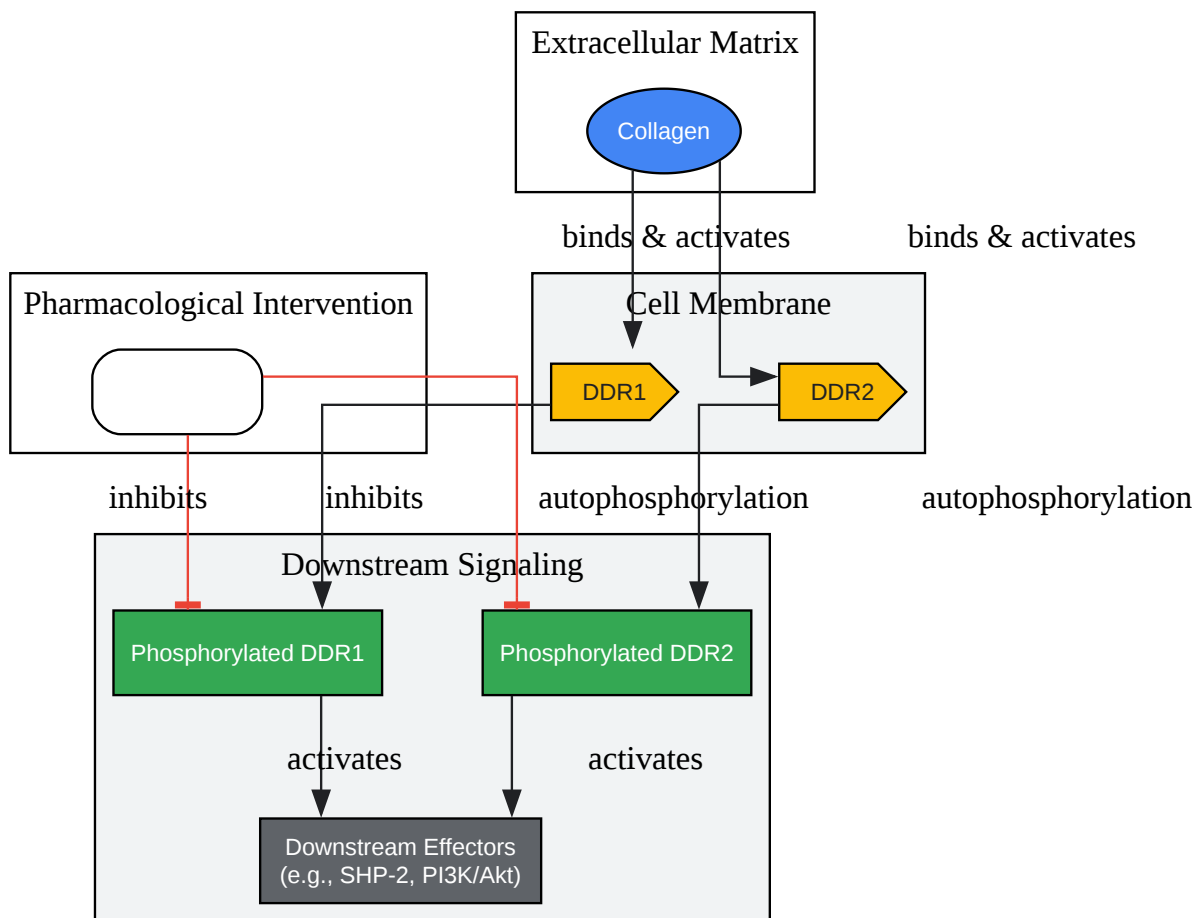 Extracellular Matrix
Collagen
binds & activates
binds & activates
Pharmacological Intervention
Cell Membrane
DDR1
DDR2
inhibits
inhibits
autophosphorylation
autophosphorylation
Downstream Signaling
Phosphorylated DDR1
Phosphorylated DDR2
activates
activates
Downstream Effectors
(e.g., SHP-2, PI3K/Akt)